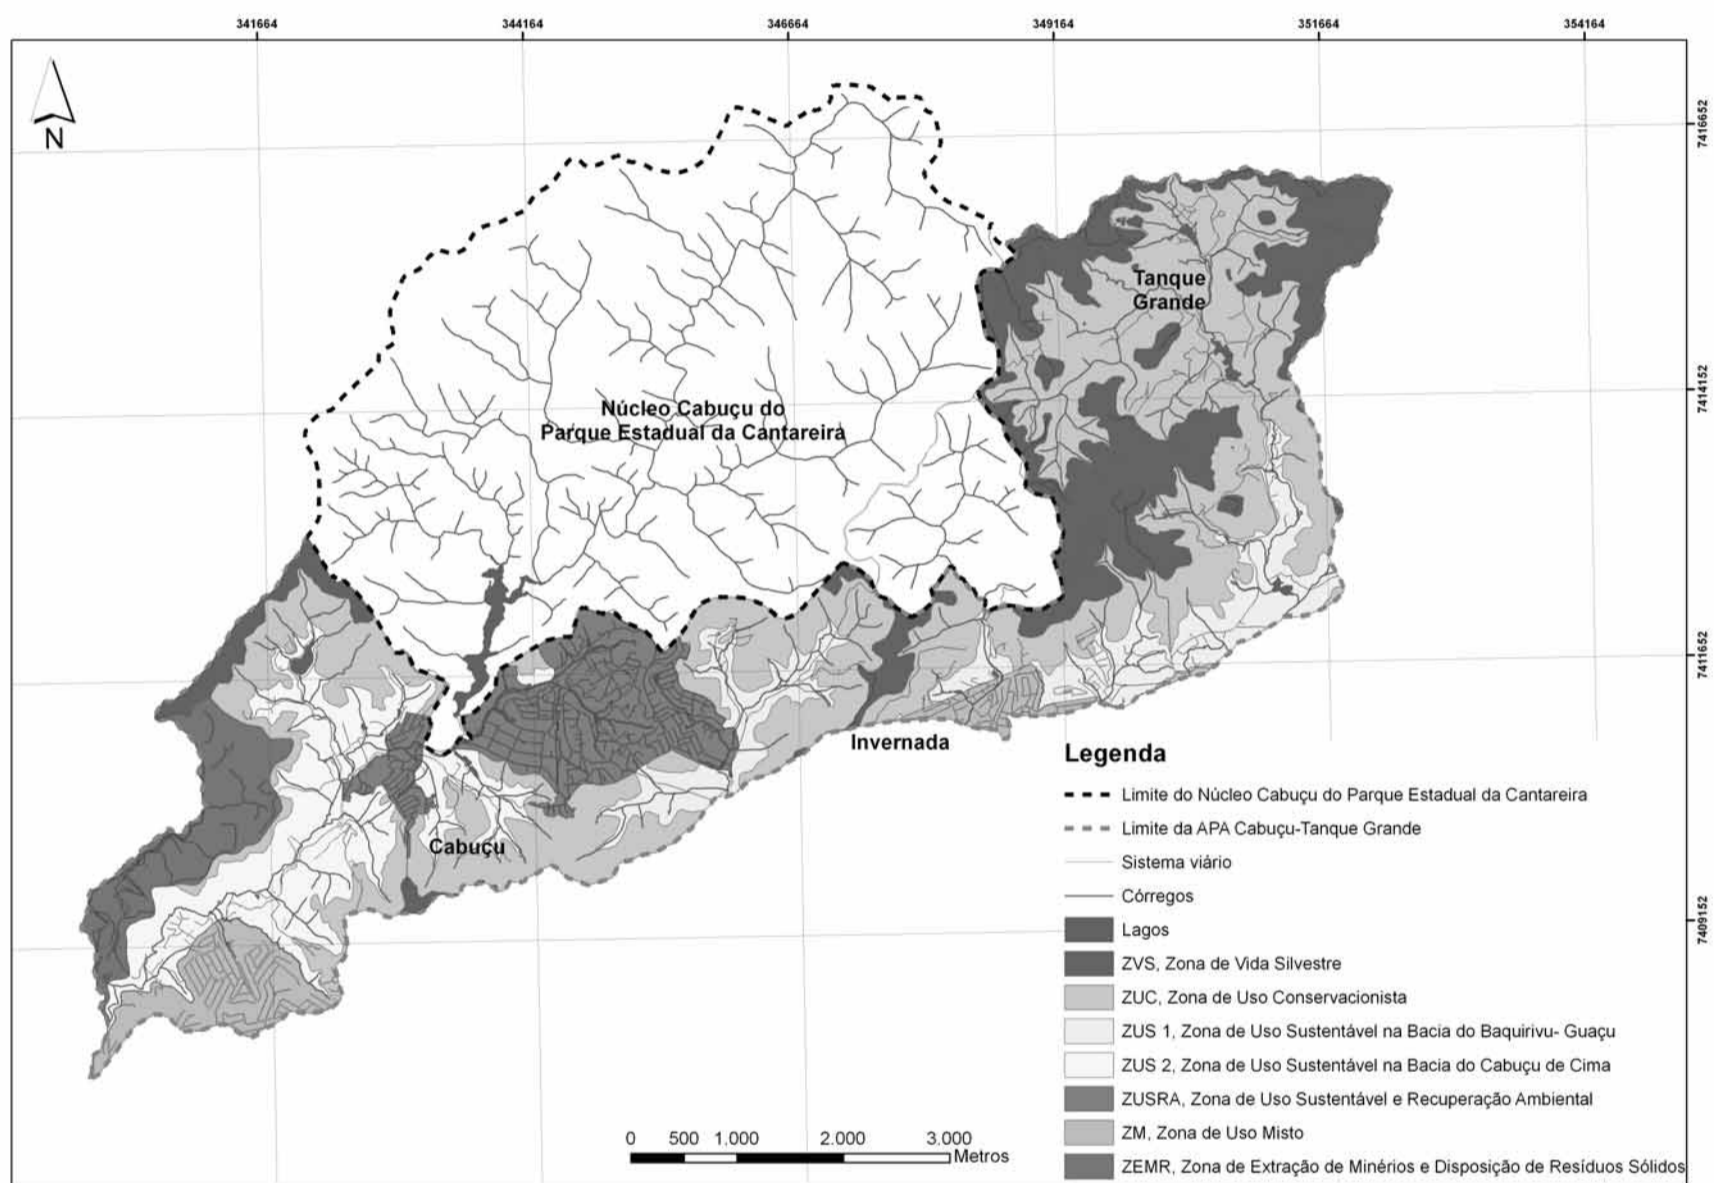 341664
344164
346664
349164
351664
354164
N
7416652
Tanque
Grande
7414152
Núcleo Cabuçu do
Parque Estadual da Cantareira
7411652
Invernada
Cabuçu
7409152
Legenda
Limite do Núcleo Cabuçu do Parque Estadual da Cantareira
Limite da APA Cabuçu-Tanque Grande
Sistema viário
Córregos
Lagos
ZVS, Zona de Vida Silvestre
ZUC, Zona de Uso Conservacionista
ZUS 1, Zona de Uso Sustentável na Bacia do Baquirivu- Guaçu
ZUS 2, Zona de Uso Sustentável na Bacia do Cabuçu de Cima
ZUSRA, Zona de Uso Sustentável e Recuperação Ambiental
ZM, Zona de Uso Misto
ZEMR, Zona de Extração de Minérios e Disposição de Resíduos Sólidos
0 500 1.000 2.000 3.000
Metros